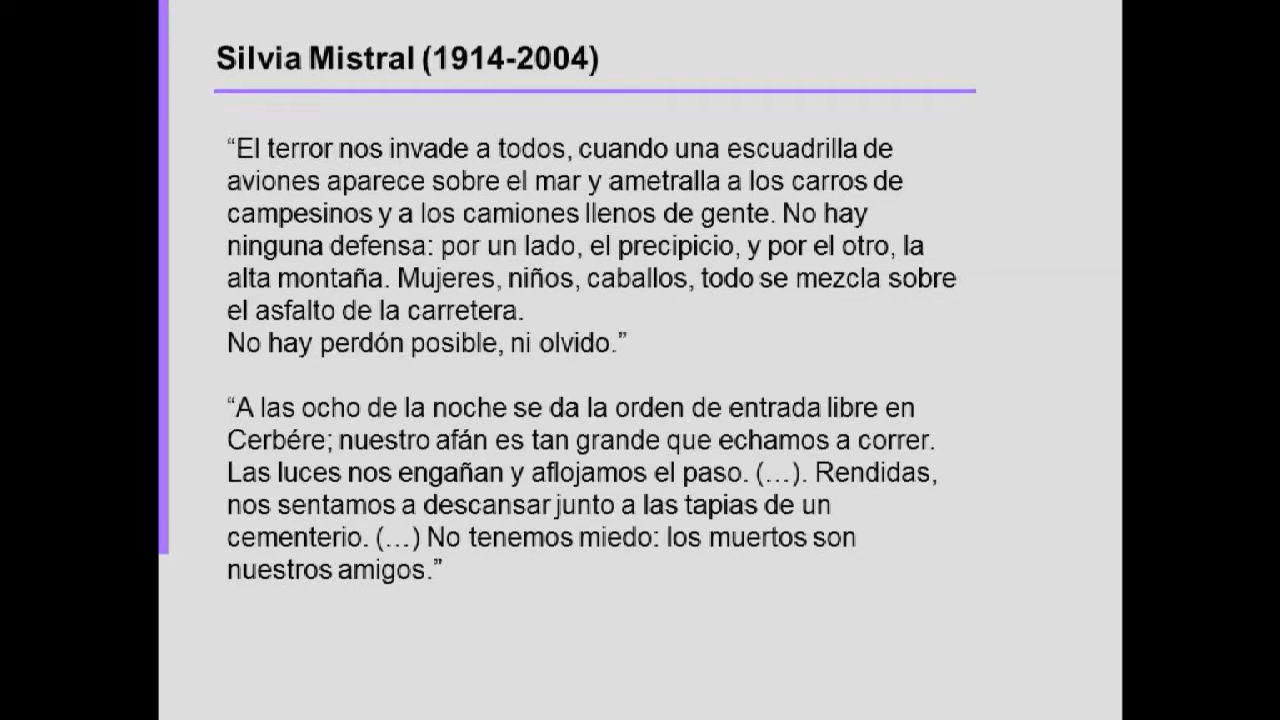 Silvia Mistral (1914-2004)
“El terror nos invade a todos, cuando una escuadrilla de
aviones aparece sobre el mar y ametralla a los carros de
campesinos y a los camiones llenos de gente. No hay
ninguna defensa: por un lado, el precipicio, y por el otro, la
alta montaña. Mujeres, niños, caballos, todo se mezcla sobre
el asfalto de la carretera.
No hay perdón posible, ni olvido.”
“A las ocho de la noche se da la orden de entrada libre en
Cerbére; nuestro afán es tan grande que echamos a correr.
Las luces nos engañan y aflojamos el paso. (…). Rendidas,
nos sentamos a descansar junto a las tapias de un
cementerio. (…) No tenemos miedo: los muertos son
nuestros amigos.”